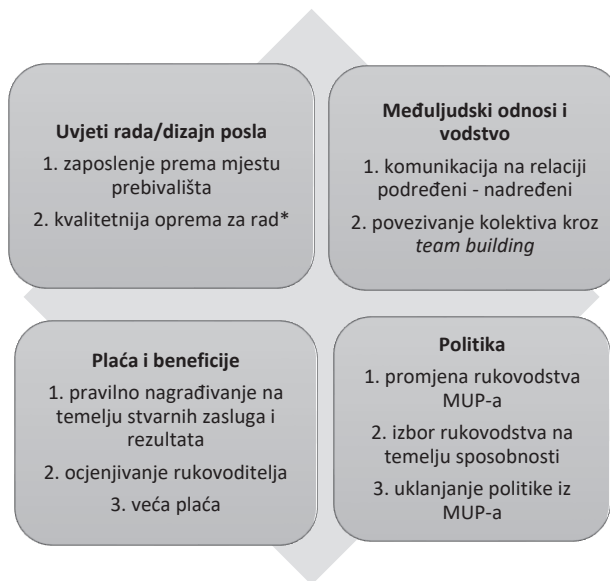 Uvjeti rada/dizajn posla
1. zaposlenje prema mjestu
prebivališta
2. kvalitetnija oprema za rad*
Međuljudski odnosi i
vodstvo
1. komunikacija na relaciji
podređeni - nadređeni
2. povezivanje kolektiva kroz
team building
Plaća i beneficije
1. pravilno nagrađivanje na
temelju stvarnih zasluga i
rezultata
2. ocjenjivanje rukovoditelja
3. veća plaća
Politika
1. promjena rukovodstva
MUP-a
2. izbor rukovodstva na
temelju sposobnosti
3. uklanjanje politike iz
MUP-a